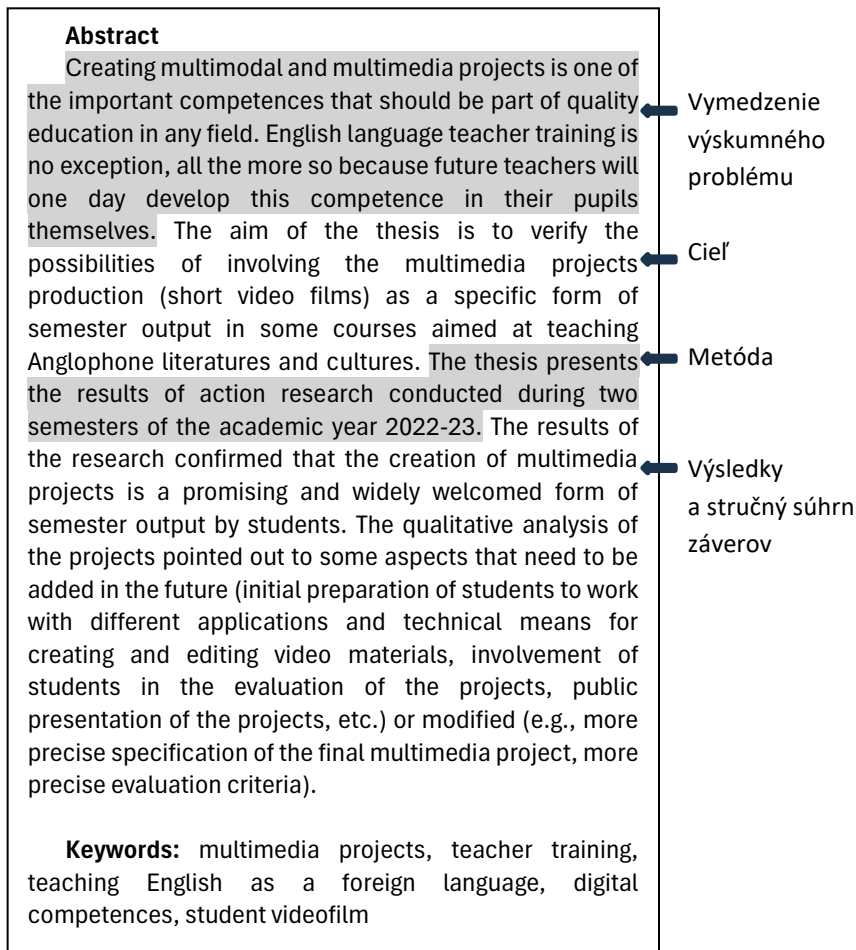 Abstract
Creating multimodal and multimedia projects is one of
the important competences that should be part of quality
education in any field. English language teacher training is
no exception, all the more so because future teachers will
one day develop this competence in their pupils
themselves. The aim of the thesis is to verify the
possibilities of involving the multimedia projects
production (short video films) as a specific form of
semester output in some courses aimed at teaching
Anglophone literatures and cultures. The thesis presents
the results of action research conducted during two
semesters of the academic year 2022-23. The results of
the research confirmed that the creation of multimedia
projects is a promising and widely welcomed form of
semester output by students. The qualitative analysis of
the projects pointed out to some aspects that need to be
added in the future (initial preparation of students to work
with different applications and technical means for
creating and editing video materials, involvement of
students in the evaluation of the projects, public
presentation of the projects, etc.) or modified (e.g., more
precise specification of the final multimedia project, more
precise evaluation criteria).
Keywords: multimedia projects, teacher training,
teaching English as a foreign language, digital
competences, student videofilm
Vymedzenie
výskumného
problému
Cieľ
Metóda
Výsledky
a stručný súhrn
záverov